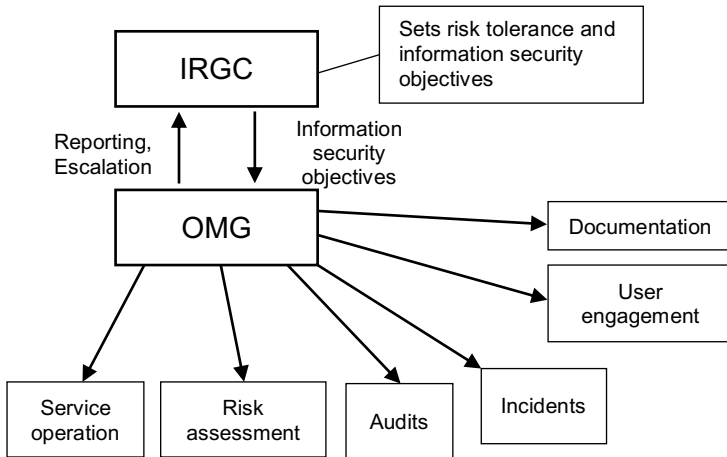 Sets risk tolerance and
information security
objectives
IRGC
Reporting,
Escalation
Information
security
objectives
OMG
Documentation
User
engagement
Service
operation
Risk
assessment
Audits
Incidents